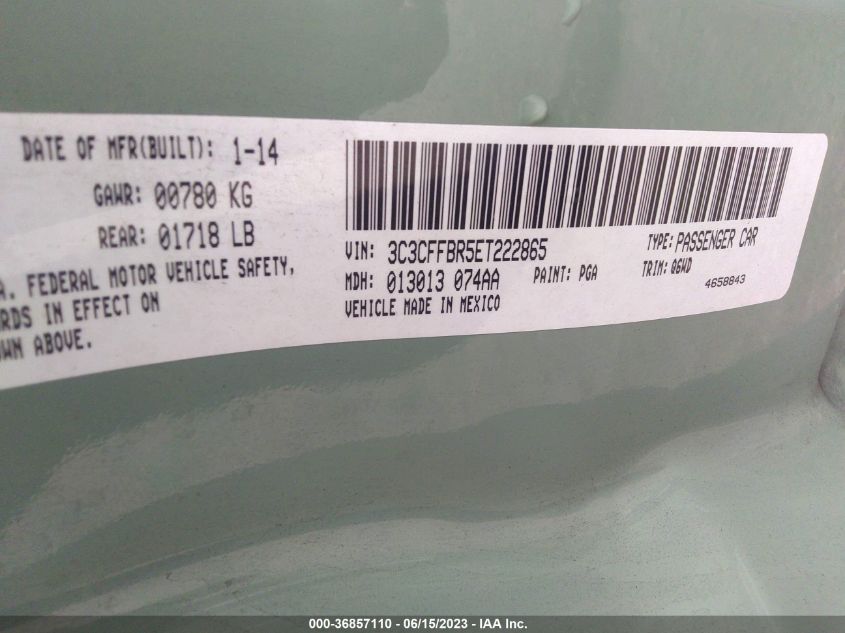 DATE OF MFR(BUILT): 1-14
GAWR: 00780 KG
REAR: 01718 LB
A. FEDERAL MOTOR VEHICLE SAFETY,
RDS IN EFFECT ON
WN ABOVE.
VIN: 3C3CFFBR5ET222865
TYPE: PASSENGER CAR
MDH: 013013 074AA
PAINT: PGA
TRIM: Q6WD
VEHICLE MADE IN MEXICO
4658843
000-36857110 - 06/15/2023 - IAA Inc.